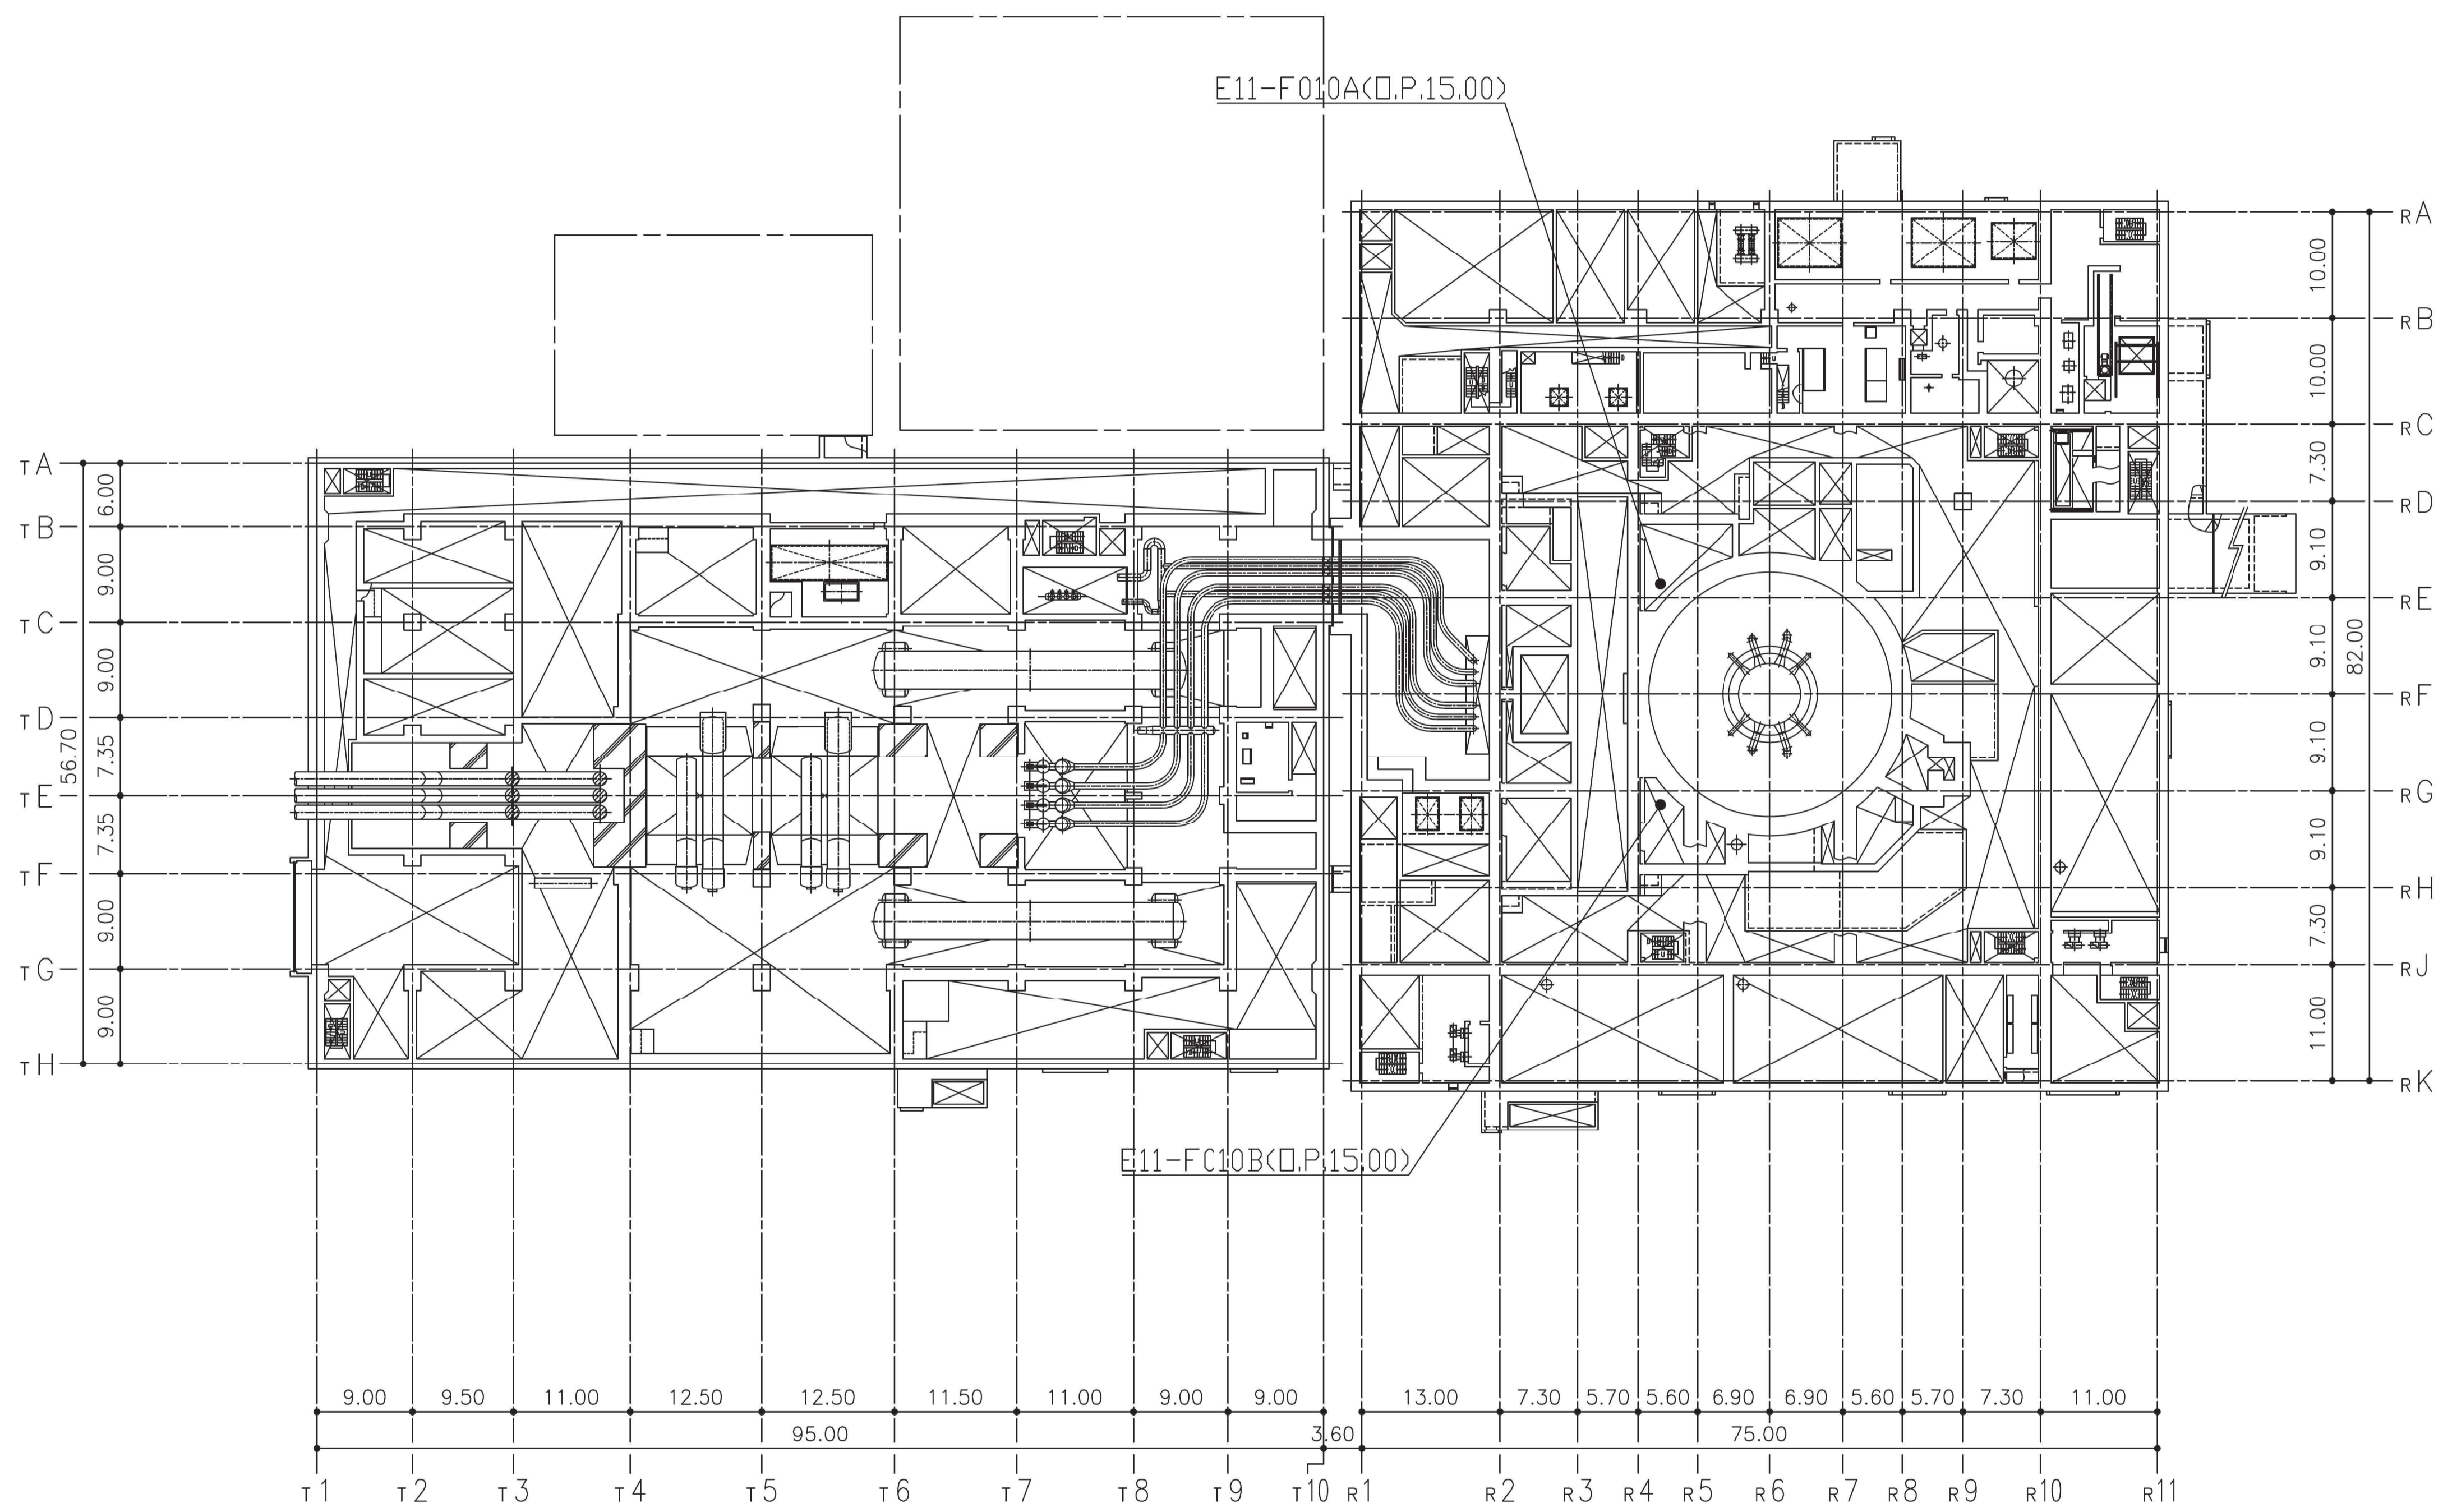 E11-F010A(▯.P.15.00)
RA
10.00
RB
10.00
RC
TA
6.00
7.30
RD
TB
9.00
9.10
RE
TC
9.00
9.10
82.00
RF
TD
56.70
7.35
9.10
RG
TE
7.35
9.10
TF
RH
9.00
7.30
TG
RJ
9.00
11.00
TH
RK
E11-F010B(▯.P.15.00)
9.00 9.50 11.00 12.50 12.50 11.50 11.00 9.00 9.00 13.00 7.30 5.70 5.60 6.90 6.90 5.60 5.70 7.30 11.00
95.00 3.60 75.00
T1 T2 T3 T4 T5 T6 T7 T8 T9 T10 R1 R2 R3 R4 R5 R6 R7 R8 R9 R10 R11